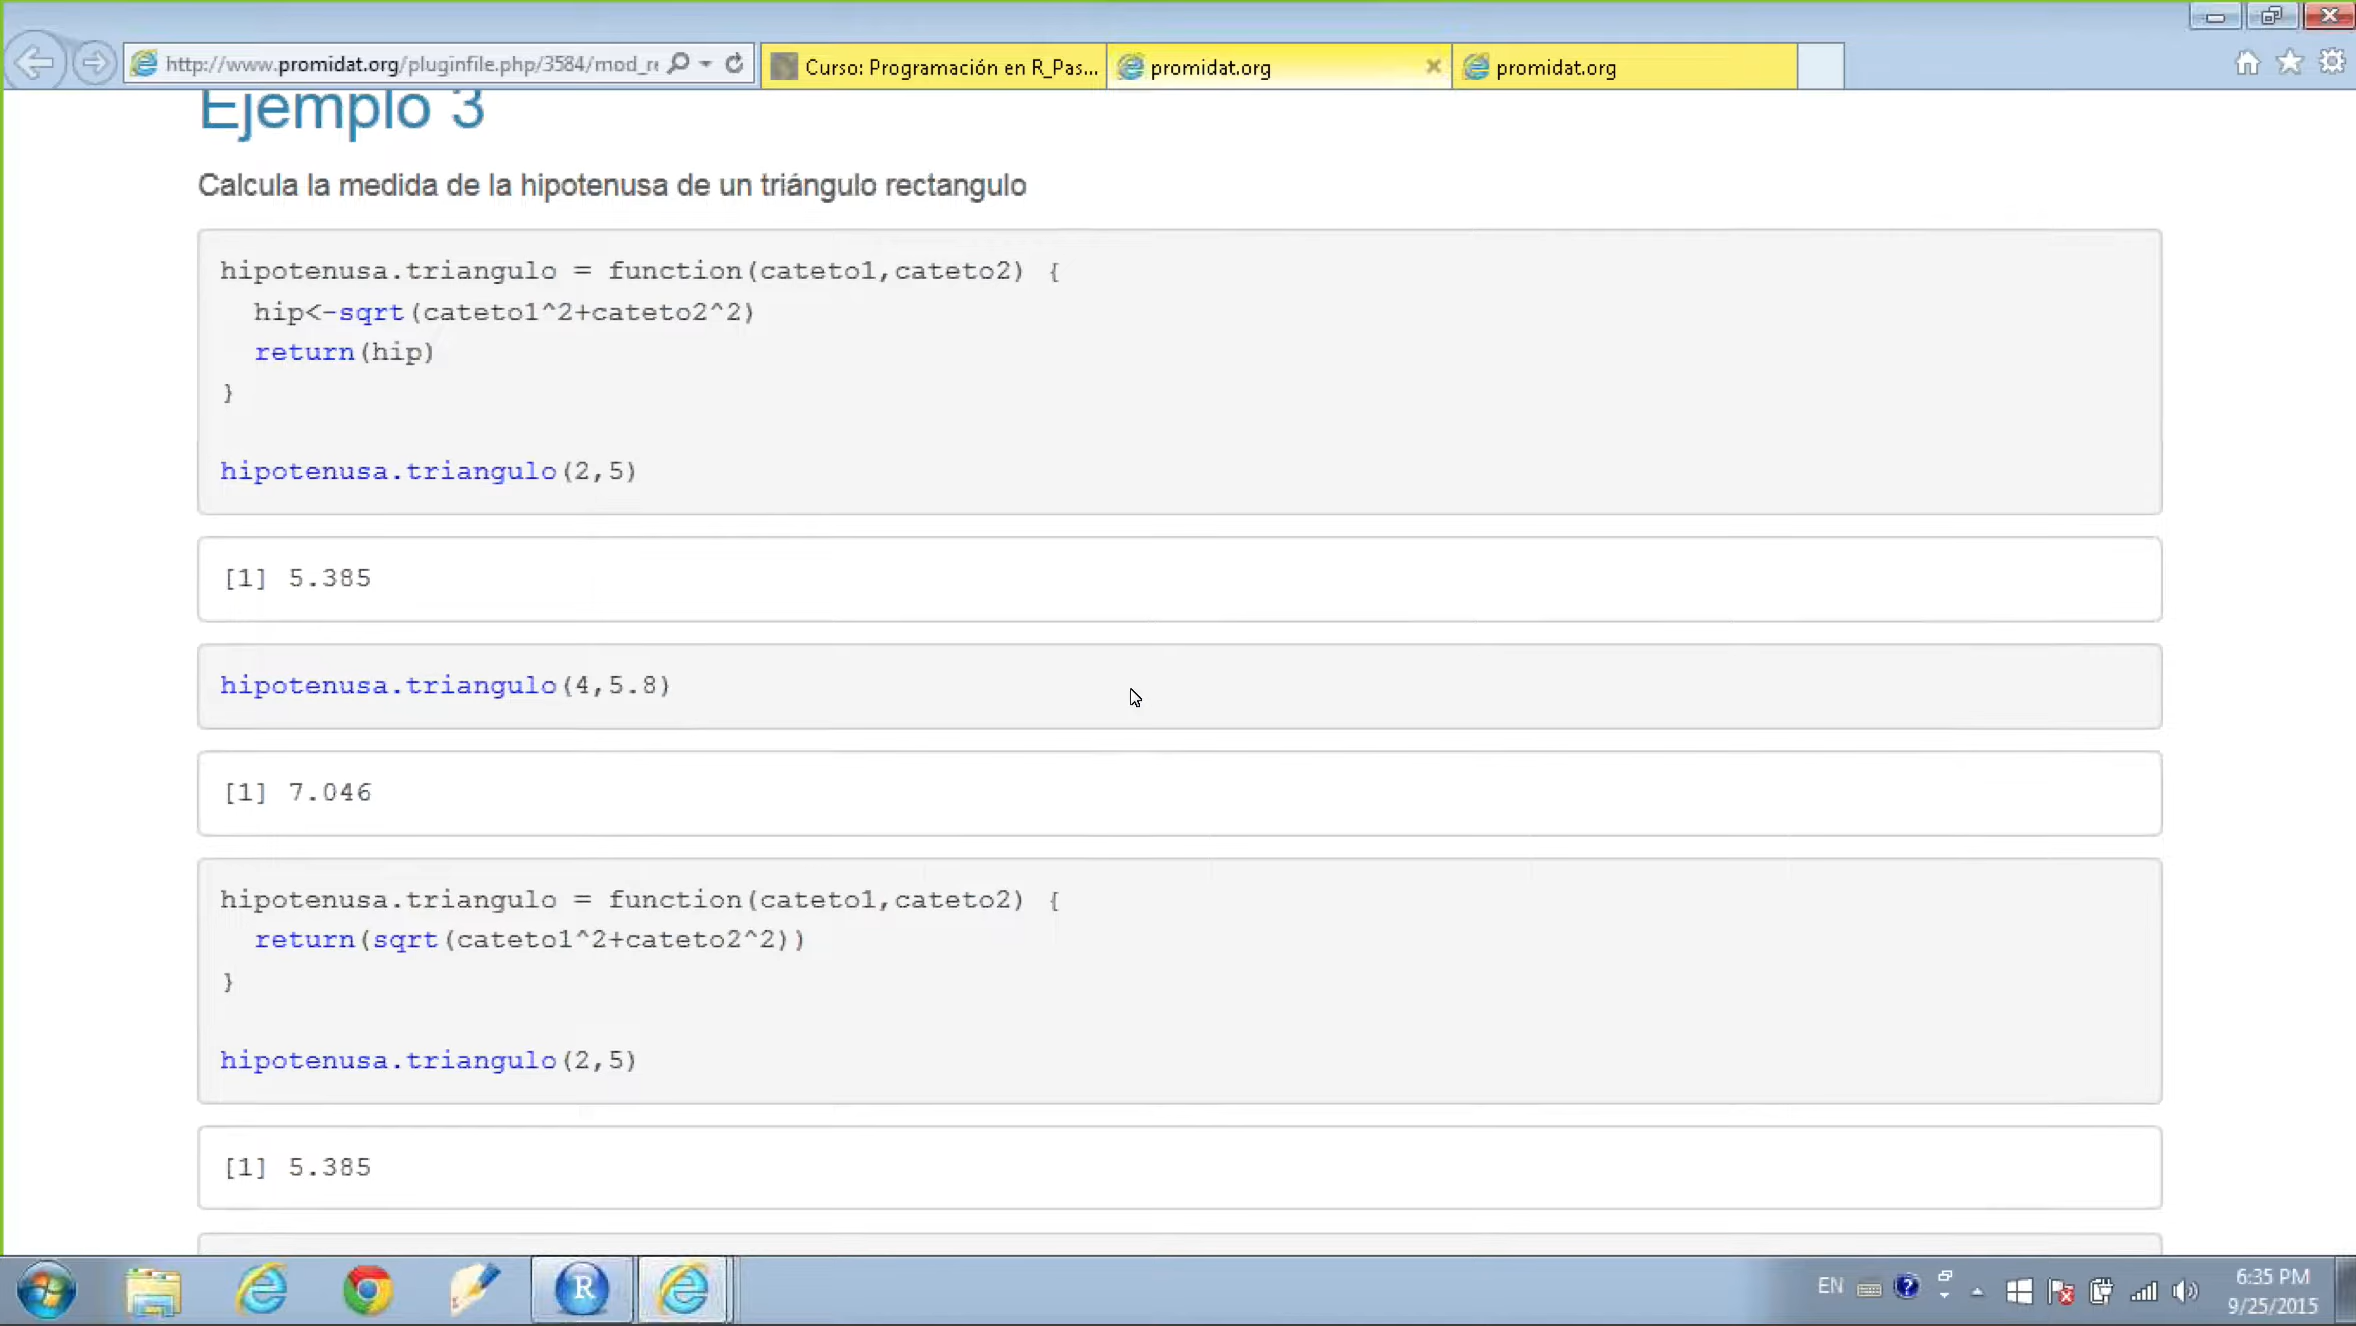 http://www.promidat.org/pluginfile.php/3584/mod_re
Curso: Programación en R_Pas...
promidat.org
promidat.org
Ejemplo 3
Calcula la medida de la hipotenusa de un triángulo rectangulo
hipotenusa.triangulo = function(cateto1,cateto2) {
  hip<-sqrt(cateto1^2+cateto2^2)
  return(hip)
}
hipotenusa.triangulo(2,5)
[1] 5.385
hipotenusa.triangulo(4,5.8)
[1] 7.046
hipotenusa.triangulo = function(cateto1,cateto2) {
  return(sqrt(cateto1^2+cateto2^2))
}
hipotenusa.triangulo(2,5)
[1] 5.385
R
EN
6:35 PM
9/25/2015